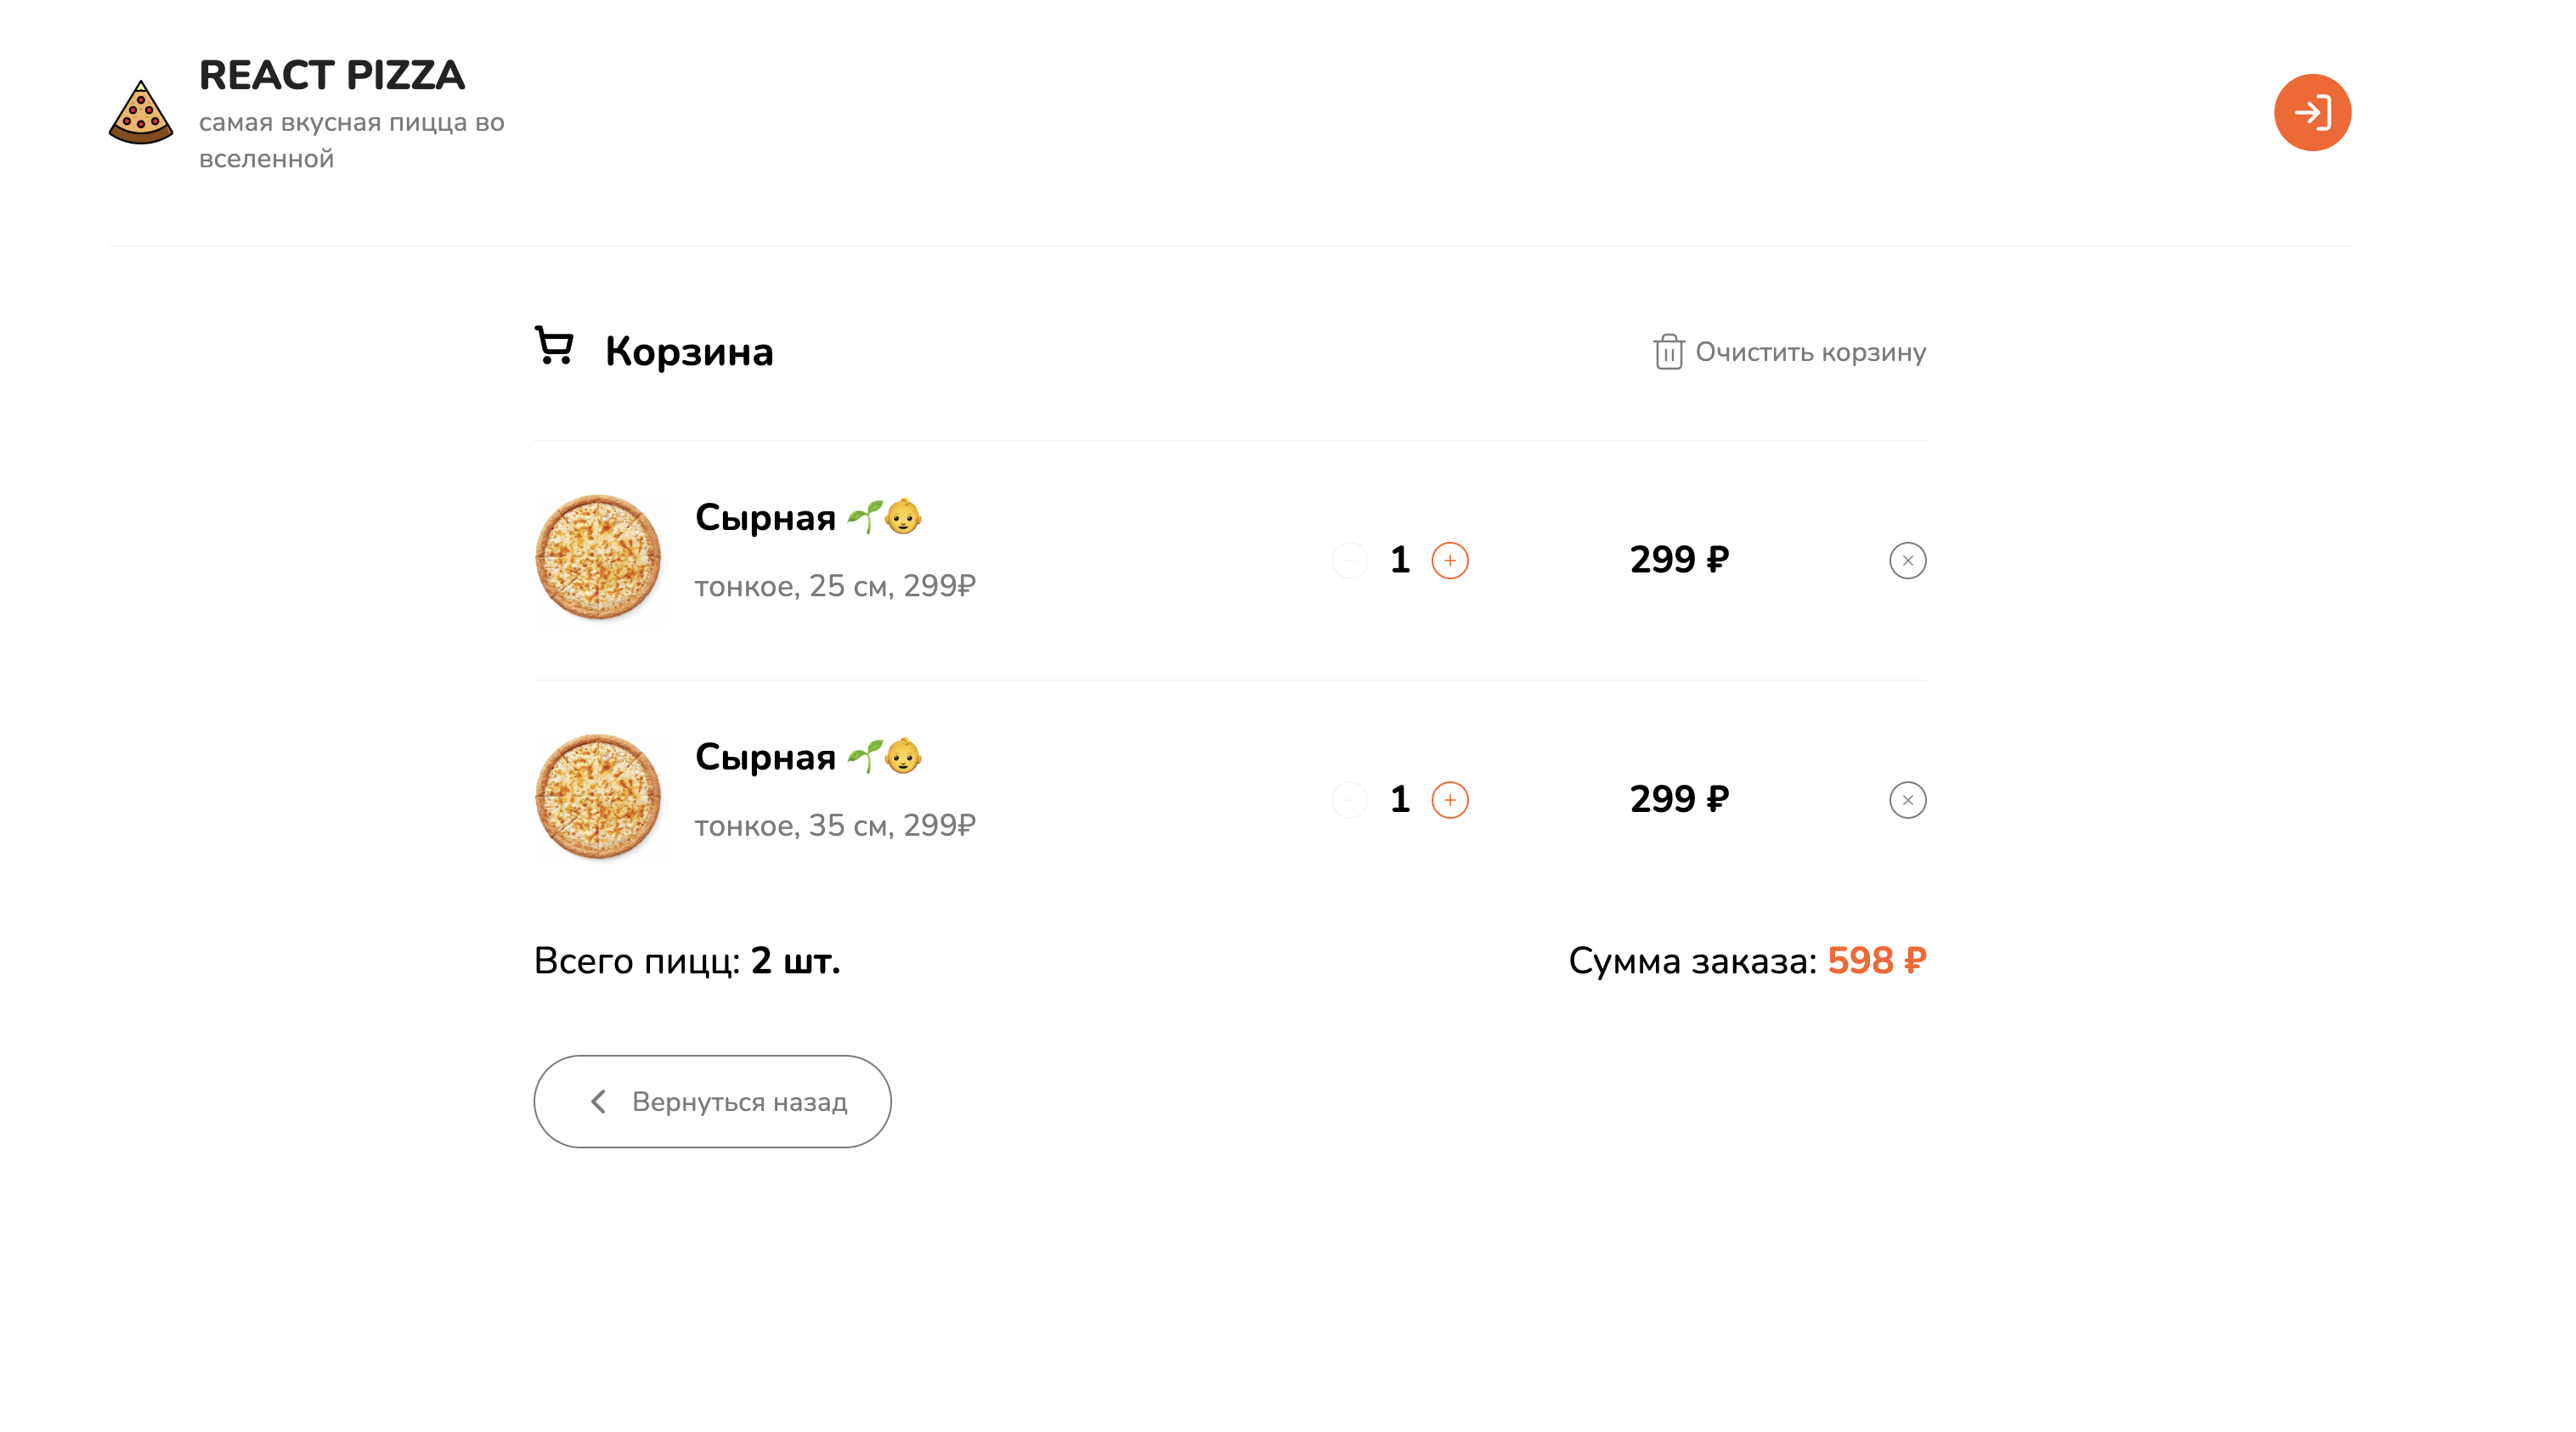 REACT PIZZA
самая вкусная пицца во
вселенной
Корзина
Очистить корзину
Сырная 🌱👶
тонкое, 25 см, 299₽
1
299 ₽
Сырная 🌱👶
тонкое, 35 см, 299₽
1
299 ₽
Всего пицц: 2 шт.
Сумма заказа: 598 ₽
Вернуться назад